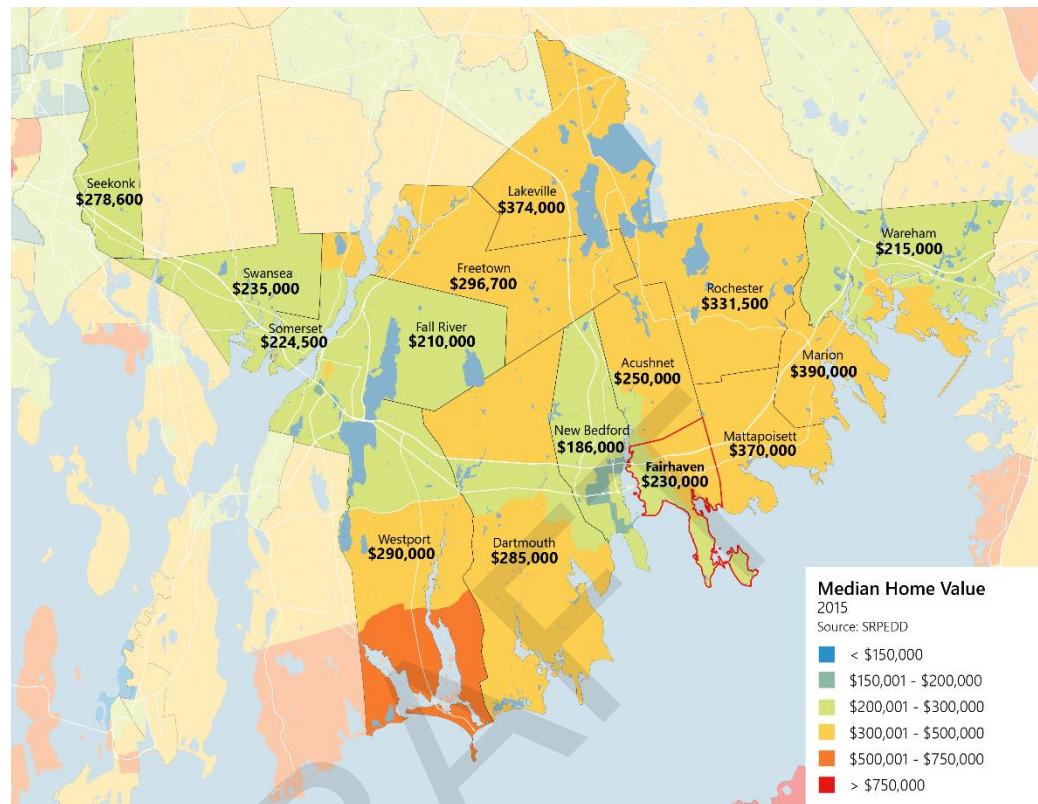 Seekonk
$278,600
Lakeville
$374,000
Wareham
$215,000
Swansea
$235,000
Freetown
$296,700
Rochester
$331,500
Somerset
$224,500
Fall River
$210,000
Acushnet
$250,000
Marion
$390,000
New Bedford
$186,000
Mattapoisett
$370,000
Fairhaven
$230,000
Westport
$290,000
Dartmouth
$285,000
DRAFT
Median Home Value
2015
Source: SRPEDD
< $150,000
$150,001 - $200,000
$200,001 - $300,000
$300,001 - $500,000
$500,001 - $750,000
> $750,000